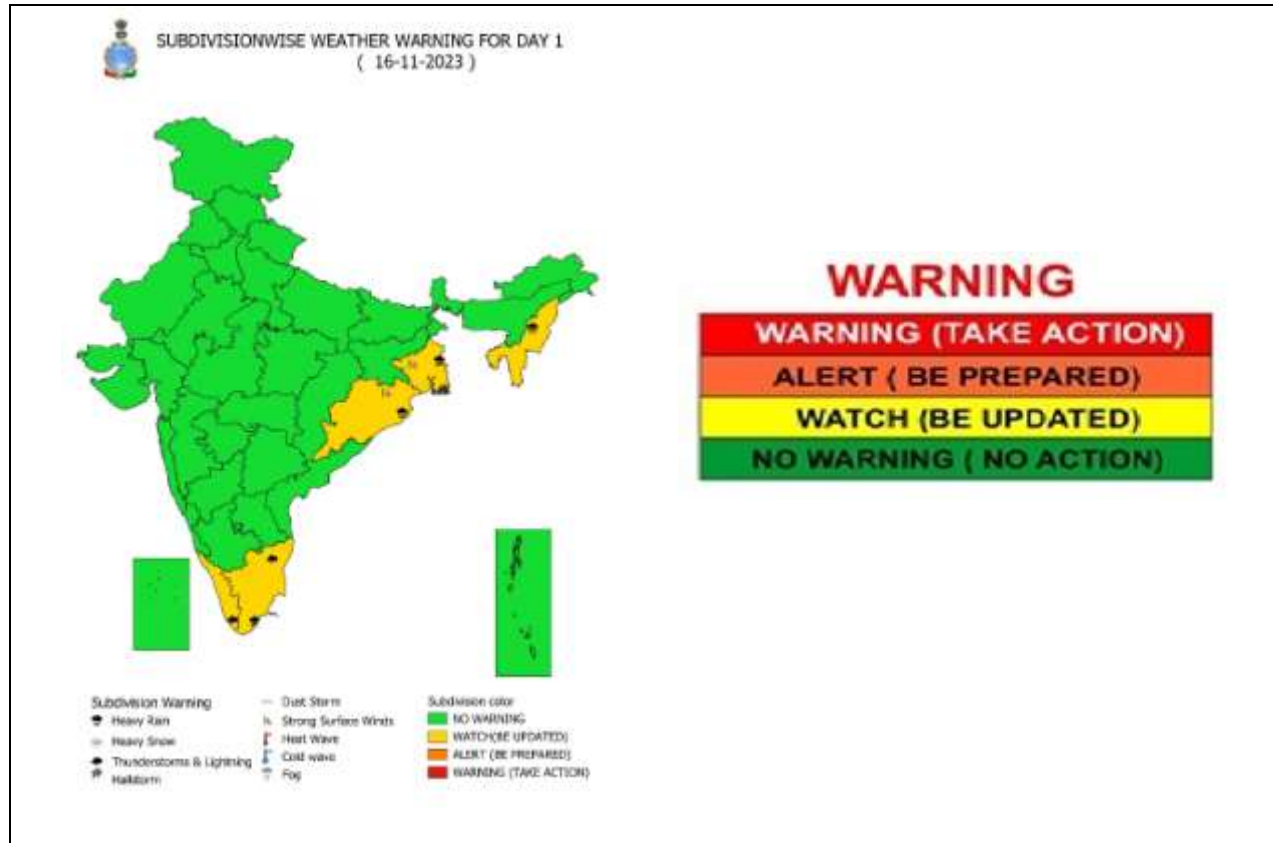 SUBDIVISIONWISE WEATHER WARNING FOR DAY 1
( 16-11-2023 )
WARNING
WARNING (TAKE ACTION)
ALERT ( BE PREPARED)
WATCH (BE UPDATED)
NO WARNING ( NO ACTION)
Subdivision Warning
Heavy Rain
Heavy Snow
Thunderstorms & Lightning
Hailstorm
Dust Storm
Strong Surface Winds
Heat Wave
Cold wave
Fog
Subdivision color
NO WARNING
WATCH(BE UPDATED)
ALERT (BE PREPARED)
WARNING (TAKE ACTION)